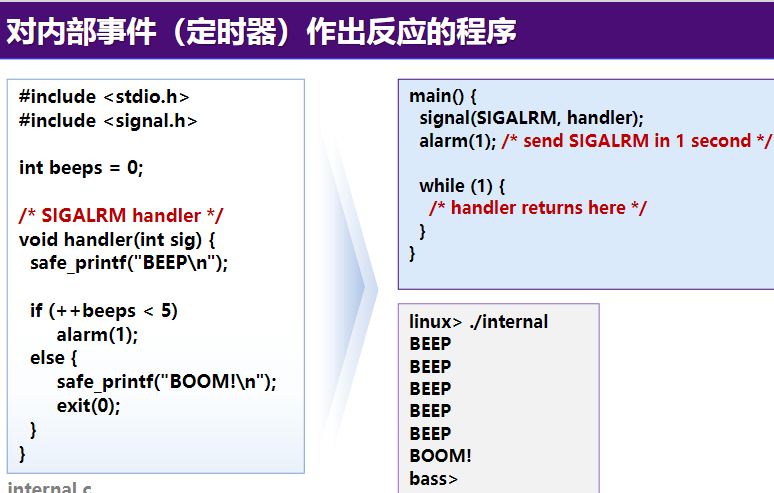 对内部事件（定时器）作出反应的程序
#include <stdio.h>
#include <signal.h>
int beeps = 0;
/* SIGALRM handler */
void handler(int sig) {
safe_printf("BEEP\n");
if (++beeps < 5)
alarm(1);
else {
safe_printf("BOOM!\n");
exit(0);
}
}
internal.c
main() {
signal(SIGALRM, handler);
alarm(1); /* send SIGALRM in 1 second */
while (1) {
/* handler returns here */
}
}
linux> ./internal
BEEP
BEEP
BEEP
BEEP
BEEP
BOOM!
bass>